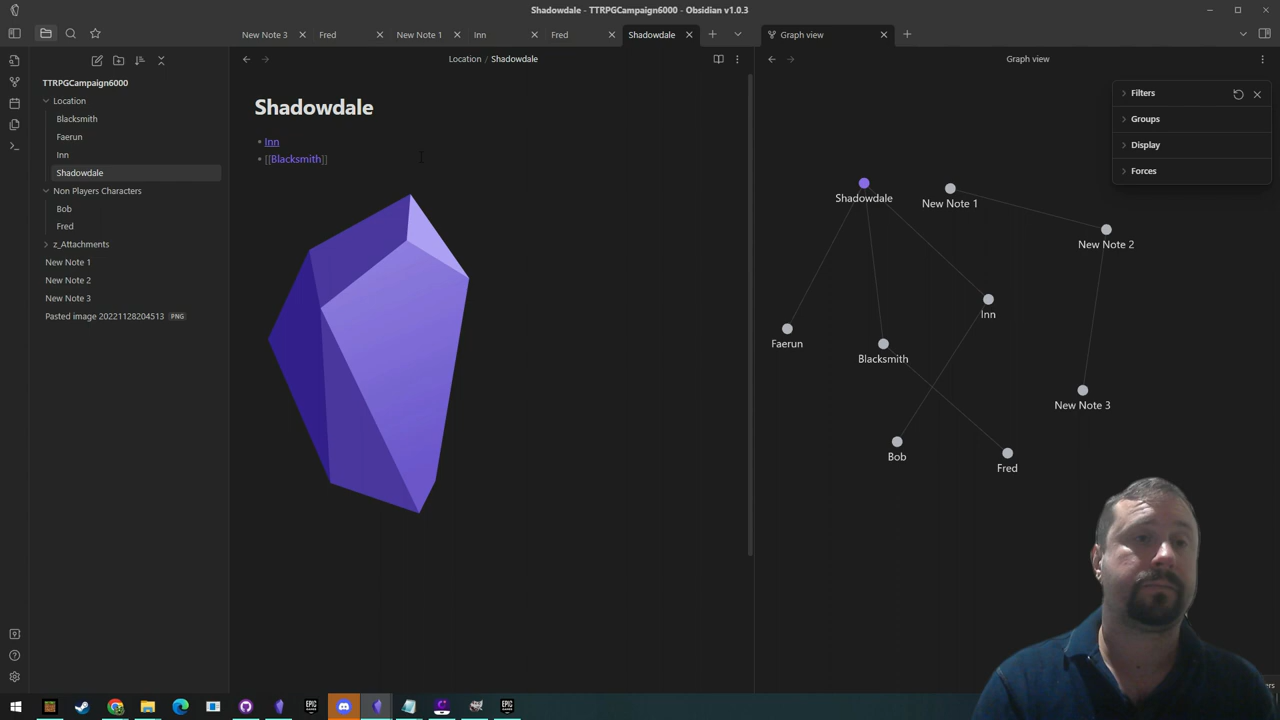 Shadowdale - TTRPGCampaign6000 - Obsidian v1.0.3
New Note 3
Fred
New Note 1
Inn
Fred
Shadowdale
Graph view
Location / Shadowdale
Graph view
TTRPGCampaign6000
Location
Blacksmith
Faerun
Inn
Shadowdale
Non Players Characters
Bob
Fred
z_Attachments
New Note 1
New Note 2
New Note 3
Pasted image 20221128204513 PNG
Shadowdale
Inn
[[Blacksmith]]
Filters
Groups
Display
Forces
Shadowdale
New Note 1
New Note 2
Inn
Faerun
Blacksmith
New Note 3
Bob
Fred
EPIC
EPIC